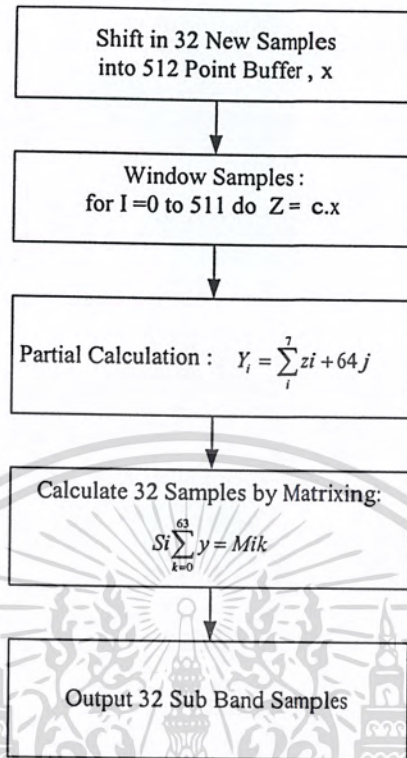 Shift in 32 New Samples
into 512 Point Buffer , x
Window Samples :
for I =0 to 511 do Z = c.x
Partial Calculation : Y_i = \sum_{i}^{7} zi + 64 j
Calculate 32 Samples by Matrixing:
Si \sum_{k=0}^{63} y = Mik
Output 32 Sub Band Samples